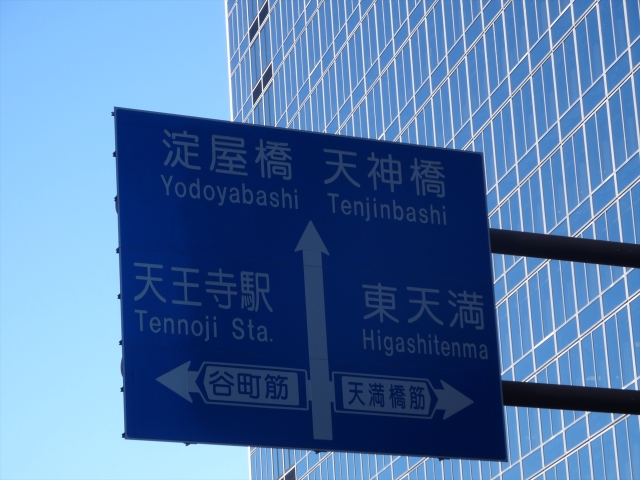 淀屋橋 天神橋
Yodoyabashi Tenjinbashi
天王寺駅
Tennoji Sta.
東天満
Higashitenma
谷町筋
天満橋筋